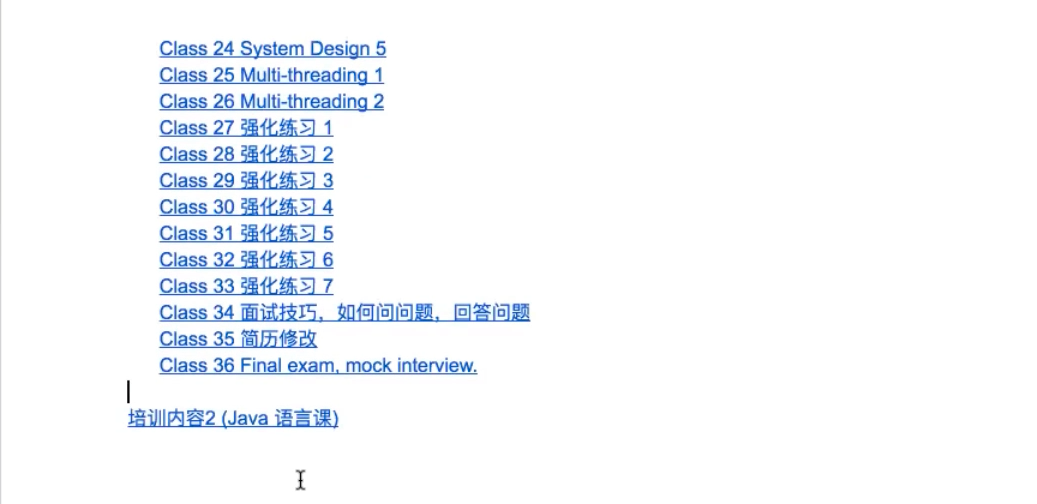 Class 24 System Design 5
Class 25 Multi-threading 1
Class 26 Multi-threading 2
Class 27 强化练习 1
Class 28 强化练习 2
Class 29 强化练习 3
Class 30 强化练习 4
Class 31 强化练习 5
Class 32 强化练习 6
Class 33 强化练习 7
Class 34 面试技巧，如何问问题，回答问题
Class 35 简历修改
Class 36 Final exam, mock interview.
培训内容2 (Java 语言课)